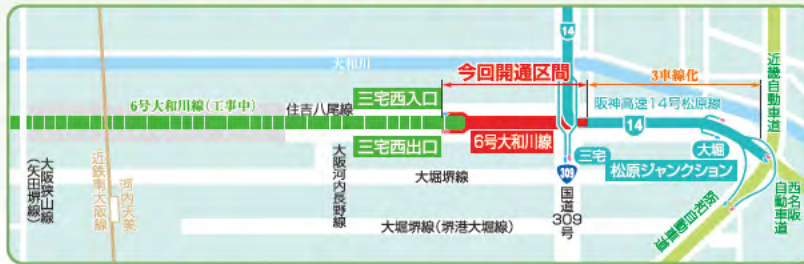 14
大和川
今回開通区間
3車線化
近畿自動車道
6号大和川線(工事中)
住吉八尾線
三宅西入口
阪神高速14号松原線
6号大和川線
14
三宅西出口
大堀
三宅
松原ジャンクション
大阪狭山線
(矢田堺線)
近鉄南大阪線
河内天美
大阪河内長野線
大堀堺線
309
国道309号
大堀堺線(堺港大堀線)
阪和自動車道
西名阪
自動車道